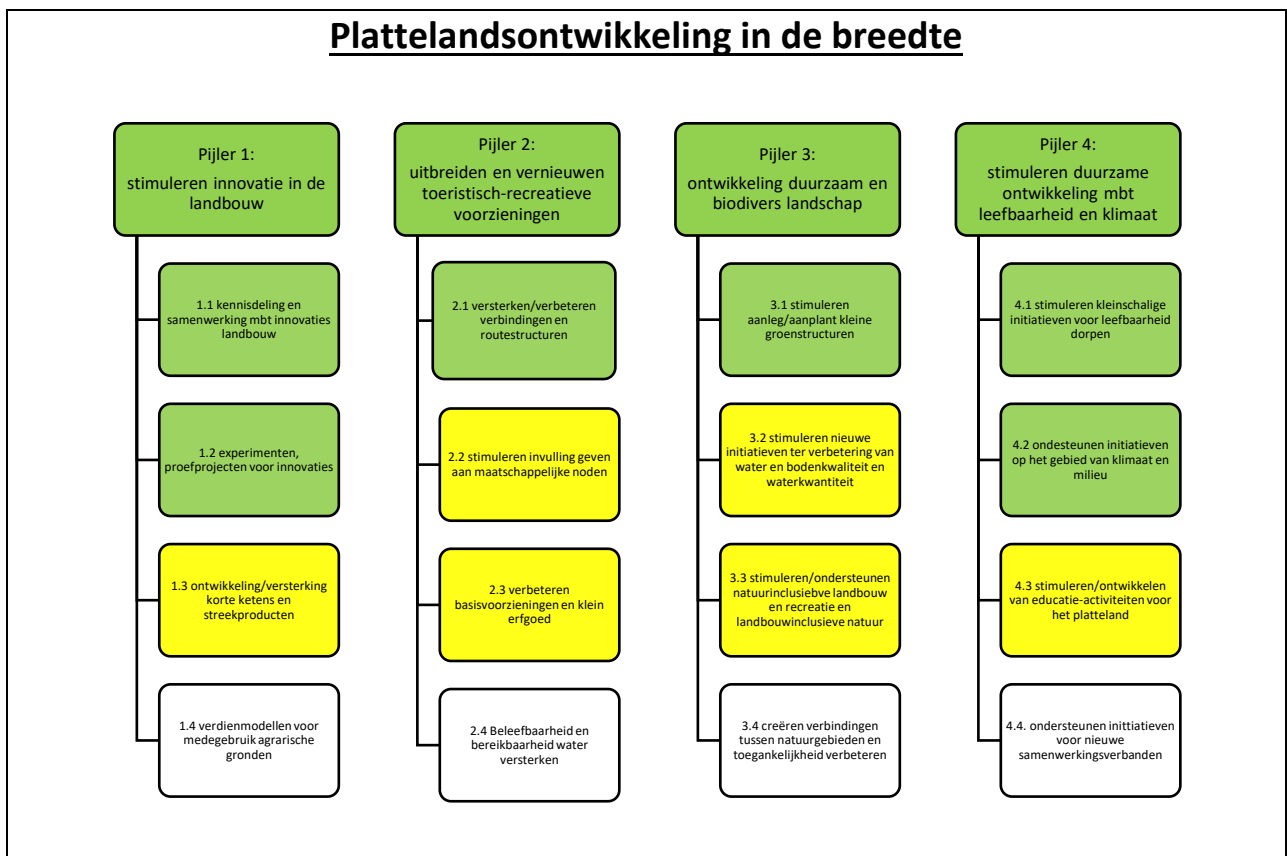 Plattelandsontwikkeling in de breedte
Pijler 1:
stimuleren innovatie in de
landbouw
1.1 kennisdeling en
samenwerking mbt innovaties
landbouw
1.2 experimenten,
proefprojecten voor innovaties
1.3 ontwikkeling/versterking
korte ketens en
streekproducten
1.4 verdienmodellen voor
medegebruik agrarische
gronden
Pijler 2:
uitbreiden en vernieuwen
toeristisch-recreatieve
voorzieningen
2.1 versterken/verbeteren
verbindingen en
routestructuren
2.2 stimuleren invulling geven
aan maatschappelijke noden
2.3 verbeteren
basisvoorzieningen en klein
erfgoed
2.4 Beleefbaarheid en
bereikbaarheid water
versterken
Pijler 3:
ontwikkeling duurzaam en
biodivers landschap
3.1 stimuleren
aanleg/aanplant kleine
groenstructuren
3.2 stimuleren nieuwe
initiatieven ter verbetering van
water en bodenkwaliteit en
waterkwantiteit
3.3 stimuleren/ondersteunen
natuurinclusiebve landbouw
en recreatie en
landbouwinclusieve natuur
3.4 creëren verbindingen
tussen natuurgebieden en
toegankelijkheid verbeteren
Pijler 4:
stimuleren duurzame
ontwikkeling mbt
leefbaarheid en klimaat
4.1 stimuleren kleinschalige
initiatieven voor leefbaarheid
dorpen
4.2 ondesteunen initiatieven
op het gebied van klimaat en
milieu
4.3 stimuleren/ontwikkelen
van educatie-activiteiten voor
het platteland
4.4. ondersteunen inittiatieven
voor nieuwe
samenwerkingsverbanden